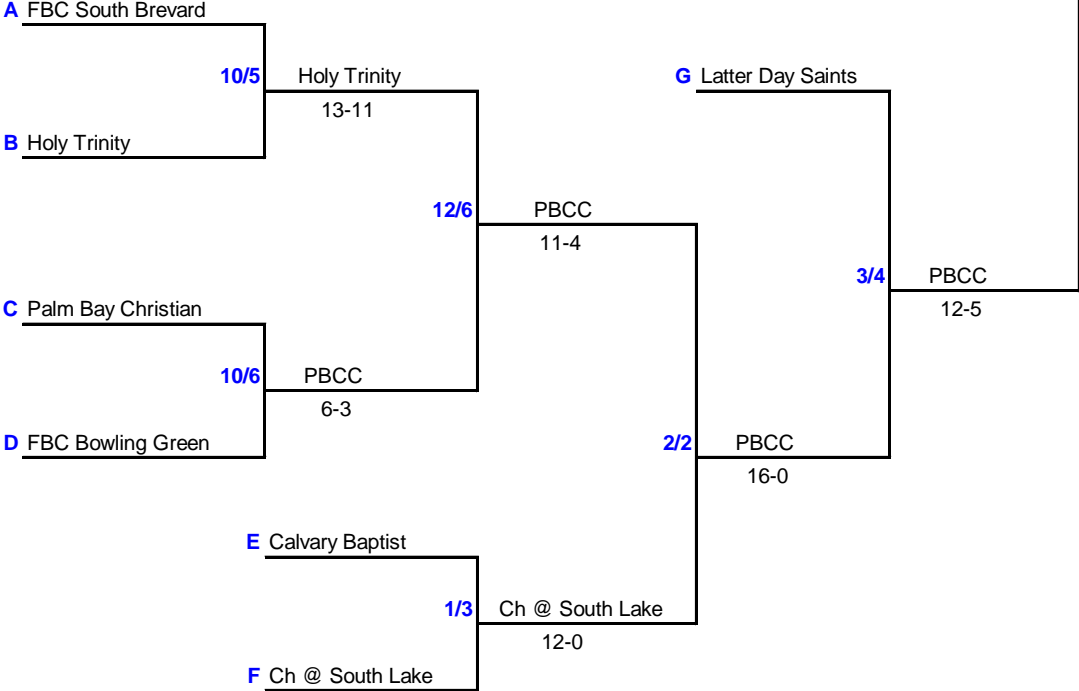 A FBC South Brevard
10/5 Holy Trinity G Latter Day Saints
13-11
B Holy Trinity
12/6 PBCC
11-4
3/4 PBCC
C Palm Bay Christian 12-5
10/6 PBCC
6-3
D FBC Bowling Green 2/2 PBCC
16-0
E Calvary Baptist
1/3 Ch @ South Lake
12-0
F Ch @ South Lake